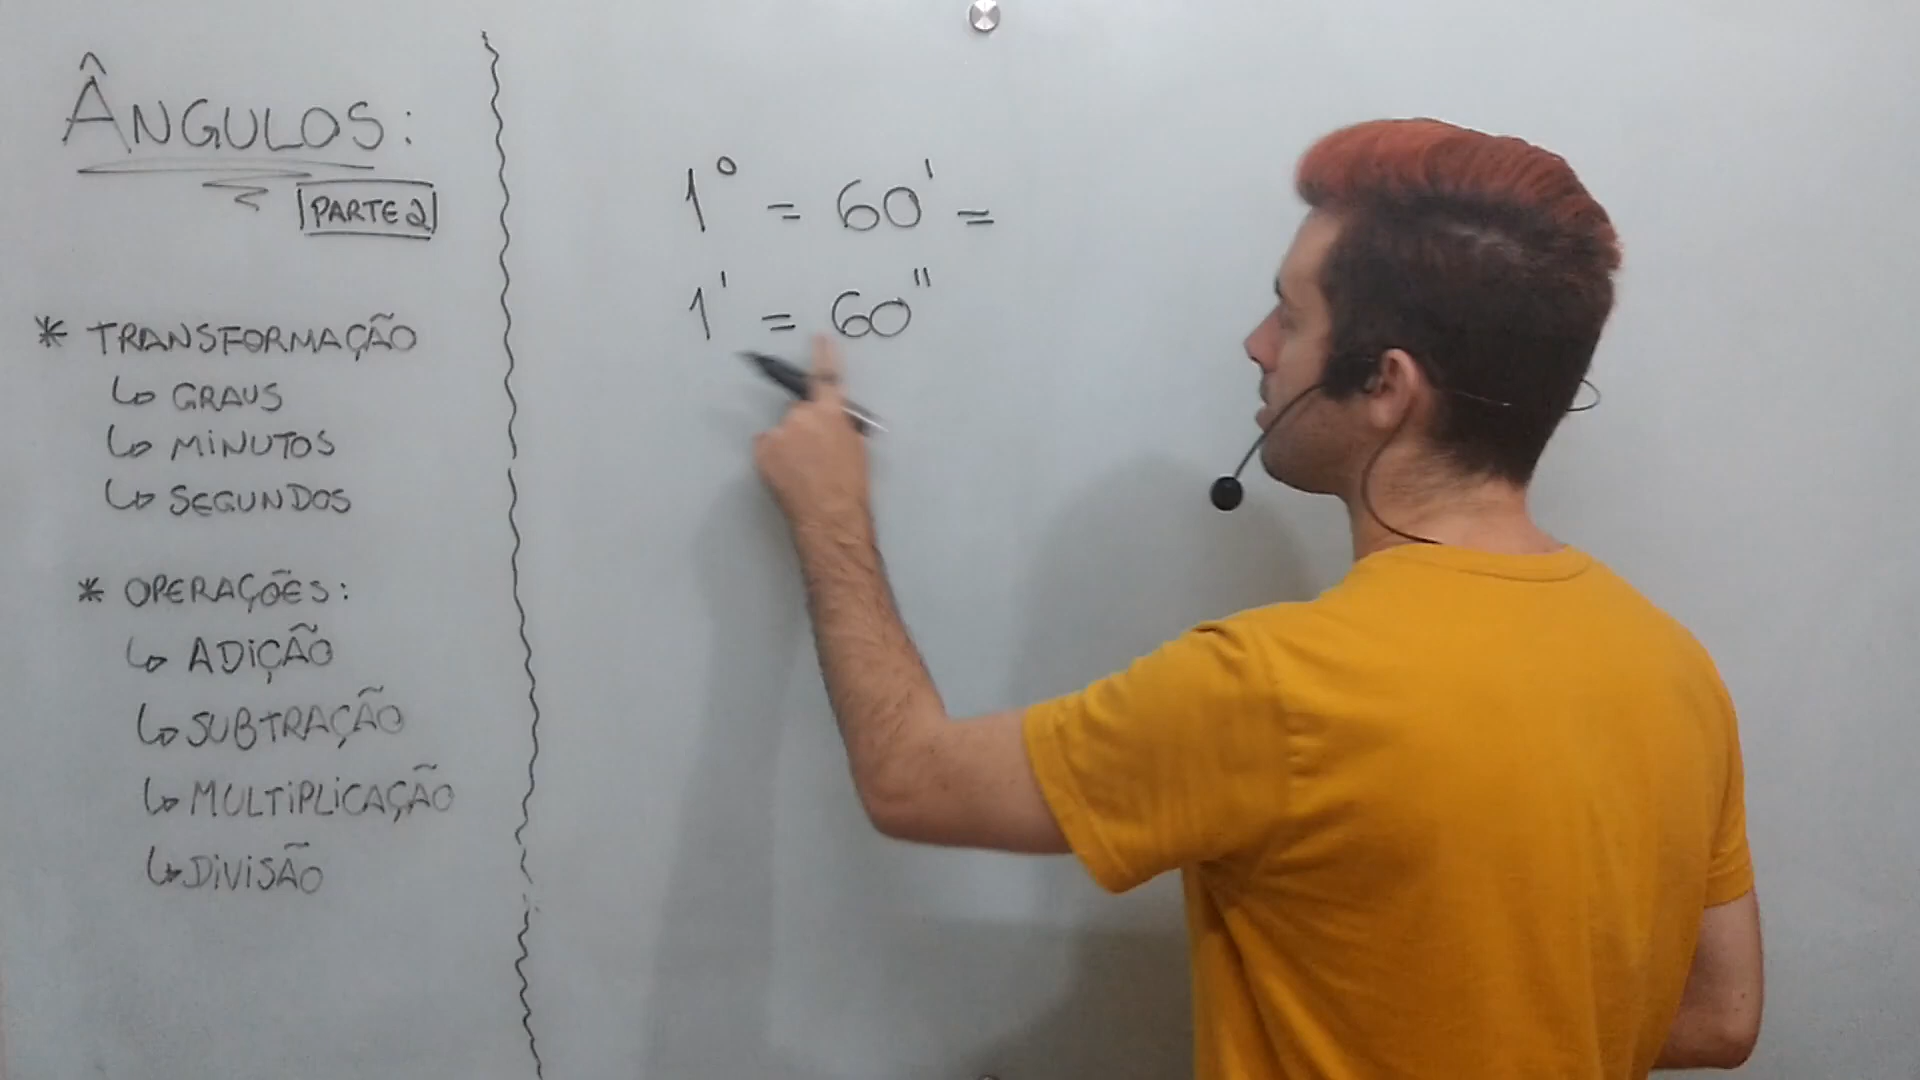 ÂNGULOS:
PARTE 2
* TRANSFORMAÇÃO
↳ GRAUS
↳ MINUTOS
↳ SEGUNDOS
* OPERAÇÕES:
↳ ADIÇÃO
↳ SUBTRAÇÃO
↳ MULTIPLICAÇÃO
↳ DIVISÃO
1° = 60' =
1' = 60"